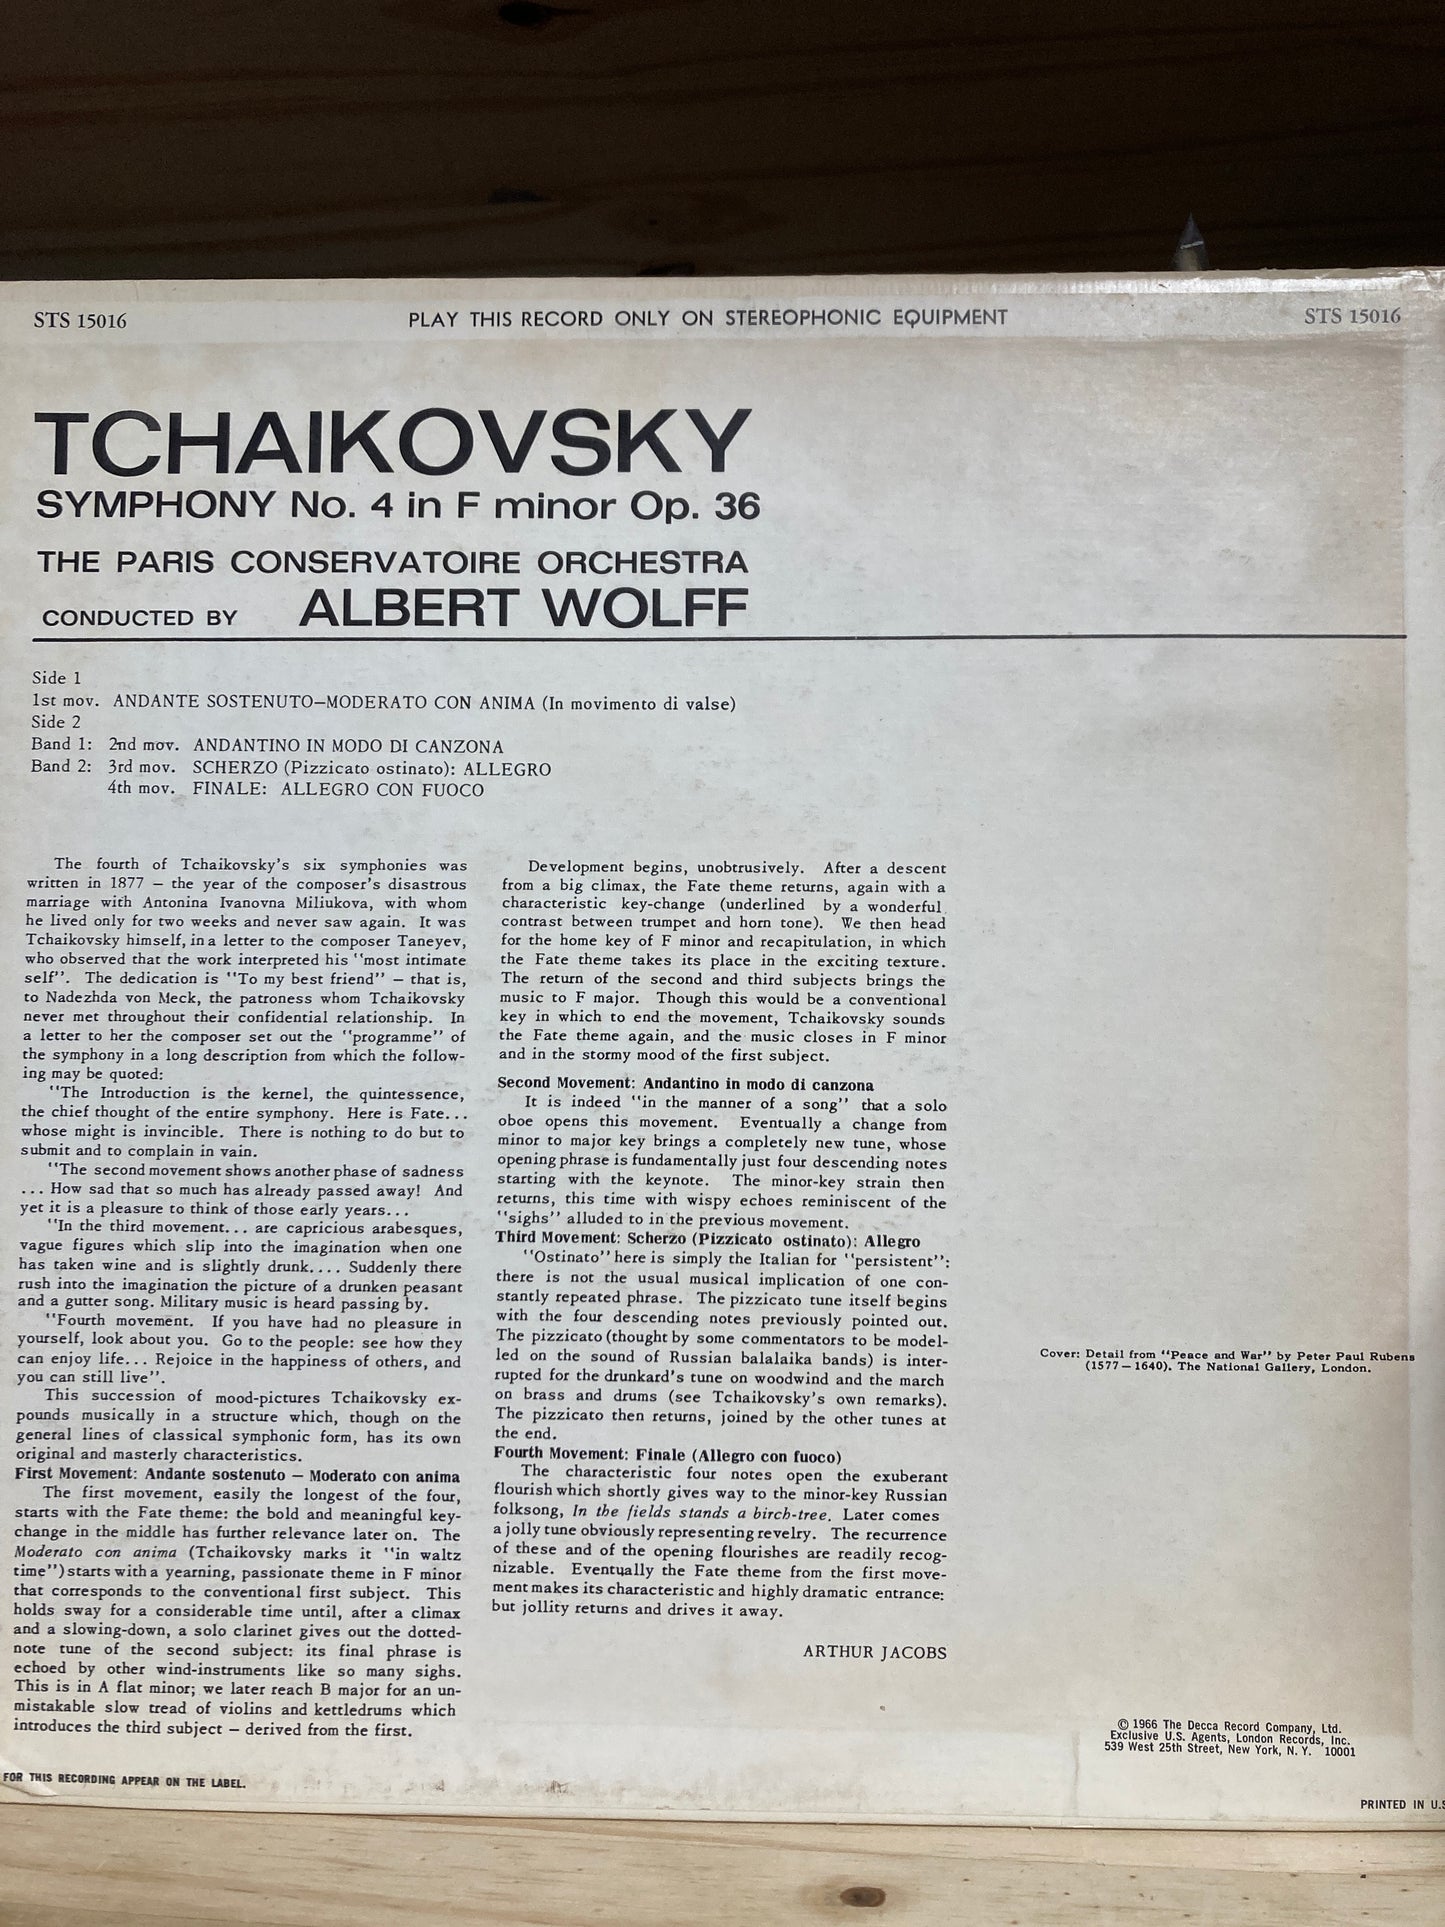 STS 15016
PLAY THIS RECORD ONLY ON STEREOPHONIC EQUIPMENT
STS 15016
TCHAIKOVSKY
SYMPHONY No. 4 in F minor Op. 36
THE PARIS CONSERVATOIRE ORCHESTRA
CONDUCTED BY ALBERT WOLFF
Side 1
1st mov. ANDANTE SOSTENUTO—MODERATO CON ANIMA (In movimento di valse)
Side 2
Band 1: 2nd mov. ANDANTINO IN MODO DI CANZONA
Band 2: 3rd mov. SCHERZO (Pizzicato ostinato): ALLEGRO
4th mov. FINALE: ALLEGRO CON FUOCO
The fourth of Tchaikovsky's six symphonies was
written in 1877 — the year of the composer's disastrous
marriage with Antonina Ivanovna Miliukova, with whom
he lived only for two weeks and never saw again. It was
Tchaikovsky himself, in a letter to the composer Taneyev,
who observed that the work interpreted his "most intimate
self". The dedication is "To my best friend" — that is,
to Nadezhda von Meck, the patroness whom Tchaikovsky
never met throughout their confidential relationship. In
a letter to her the composer set out the "programme" of
the symphony in a long description from which the follow-
ing may be quoted:
"The Introduction is the kernel, the quintessence,
the chief thought of the entire symphony. Here is Fate...
whose might is invincible. There is nothing to do but to
submit and to complain in vain.
"The second movement shows another phase of sadness
... How sad that so much has already passed away! And
yet it is a pleasure to think of those early years...
"In the third movement... are capricious arabesques,
vague figures which slip into the imagination when one
has taken wine and is slightly drunk.... Suddenly there
rush into the imagination the picture of a drunken peasant
and a gutter song. Military music is heard passing by.
"Fourth movement. If you have had no pleasure in
yourself, look about you. Go to the people: see how they
can enjoy life... Rejoice in the happiness of others, and
you can still live".
This succession of mood-pictures Tchaikovsky ex-
pounds musically in a structure which, though on the
general lines of classical symphonic form, has its own
original and masterly characteristics.
First Movement: Andante sostenuto — Moderato con anima
The first movement, easily the longest of the four,
starts with the Fate theme: the bold and meaningful key-
change in the middle has further relevance later on. The
Moderato con anima (Tchaikovsky marks it "in waltz
time") starts with a yearning, passionate theme in F minor
that corresponds to the conventional first subject. This
holds sway for a considerable time until, after a climax
and a slowing-down, a solo clarinet gives out the dotted-
note tune of the second subject: its final phrase is
echoed by other wind-instruments like so many sighs.
This is in A flat minor; we later reach B major for an un-
mistakable slow tread of violins and kettledrums which
introduces the third subject — derived from the first.
Development begins, unobtrusively. After a descent
from a big climax, the Fate theme returns, again with a
characteristic key-change (underlined by a wonderful
contrast between trumpet and horn tone). We then head
for the home key of F minor and recapitulation, in which
the Fate theme takes its place in the exciting texture.
The return of the second and third subjects brings the
music to F major. Though this would be a conventional
key in which to end the movement, Tchaikovsky sounds
the Fate theme again, and the music closes in F minor
and in the stormy mood of the first subject.
Second Movement: Andantino in modo di canzona
It is indeed "in the manner of a song" that a solo
oboe opens this movement. Eventually a change from
minor to major key brings a completely new tune, whose
opening phrase is fundamentally just four descending notes
starting with the keynote. The minor-key strain then
returns, this time with wispy echoes reminiscent of the
"sighs" alluded to in the previous movement.
Third Movement: Scherzo (Pizzicato ostinato): Allegro
"Ostinato" here is simply the Italian for "persistent":
there is not the usual musical implication of one con-
stantly repeated phrase. The pizzicato tune itself begins
with the four descending notes previously pointed out.
The pizzicato (thought by some commentators to be model-
led on the sound of Russian balalaika bands) is inter-
rupted for the drunkard's tune on woodwind and the march
on brass and drums (see Tchaikovsky's own remarks).
The pizzicato then returns, joined by the other tunes at
the end.
Fourth Movement: Finale (Allegro con fuoco)
The characteristic four notes open the exuberant
flourish which shortly gives way to the minor-key Russian
folksong, In the fields stands a birch-tree. Later comes
a jolly tune obviously representing revelry. The recurrence
of these and of the opening flourishes are readily recog-
nizable. Eventually the Fate theme from the first move-
ment makes its characteristic and highly dramatic entrance:
but jollity returns and drives it away.
ARTHUR JACOBS
Cover: Detail from "Peace and War" by Peter Paul Rubens
(1577—1640). The National Gallery, London.
© 1966 The Decca Record Company, Ltd.
Exclusive U.S. Agents, London Records, Inc.
539 West 25th Street, New York, N.Y. 10001
FOR THIS RECORDING APPEAR ON THE LABEL.
PRINTED IN U.S